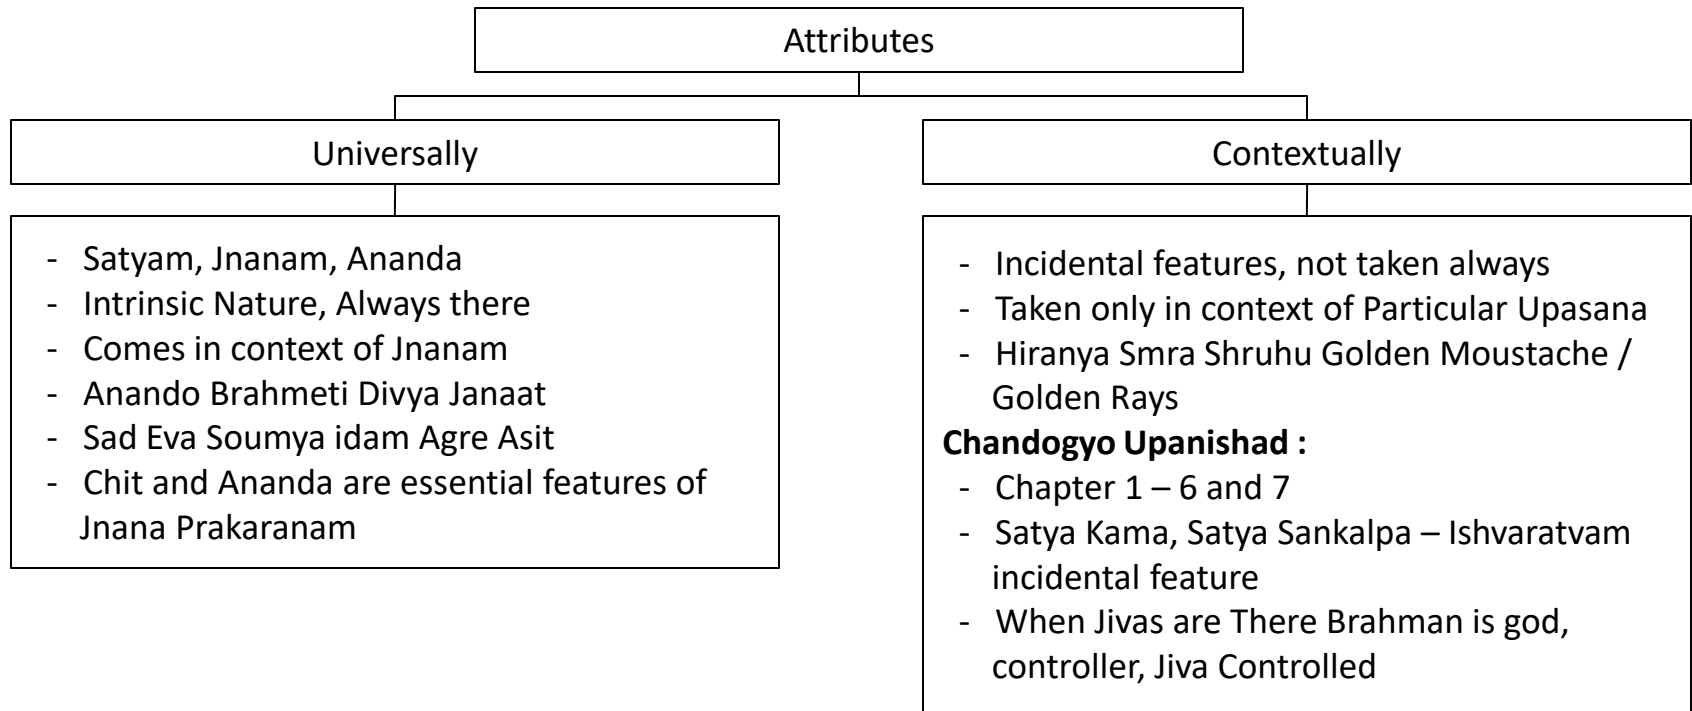 Attributes
Universally
- Satyam, Jnanam, Ananda
- Intrinsic Nature, Always there
- Comes in context of Jnanam
- Anando Brahmeti Divya Janaat
- Sad Eva Soumya idam Agre Asit
- Chit and Ananda are essential features of
Jnana Prakaranam
Contextually
- Incidental features, not taken always
- Taken only in context of Particular Upasana
- Hiranya Smra Shruhu Golden Moustache /
Golden Rays
Chandogyo Upanishad :
- Chapter 1 – 6 and 7
- Satya Kama, Satya Sankalpa – Ishvaratvam
incidental feature
- When Jivas are There Brahman is god,
controller, Jiva Controlled